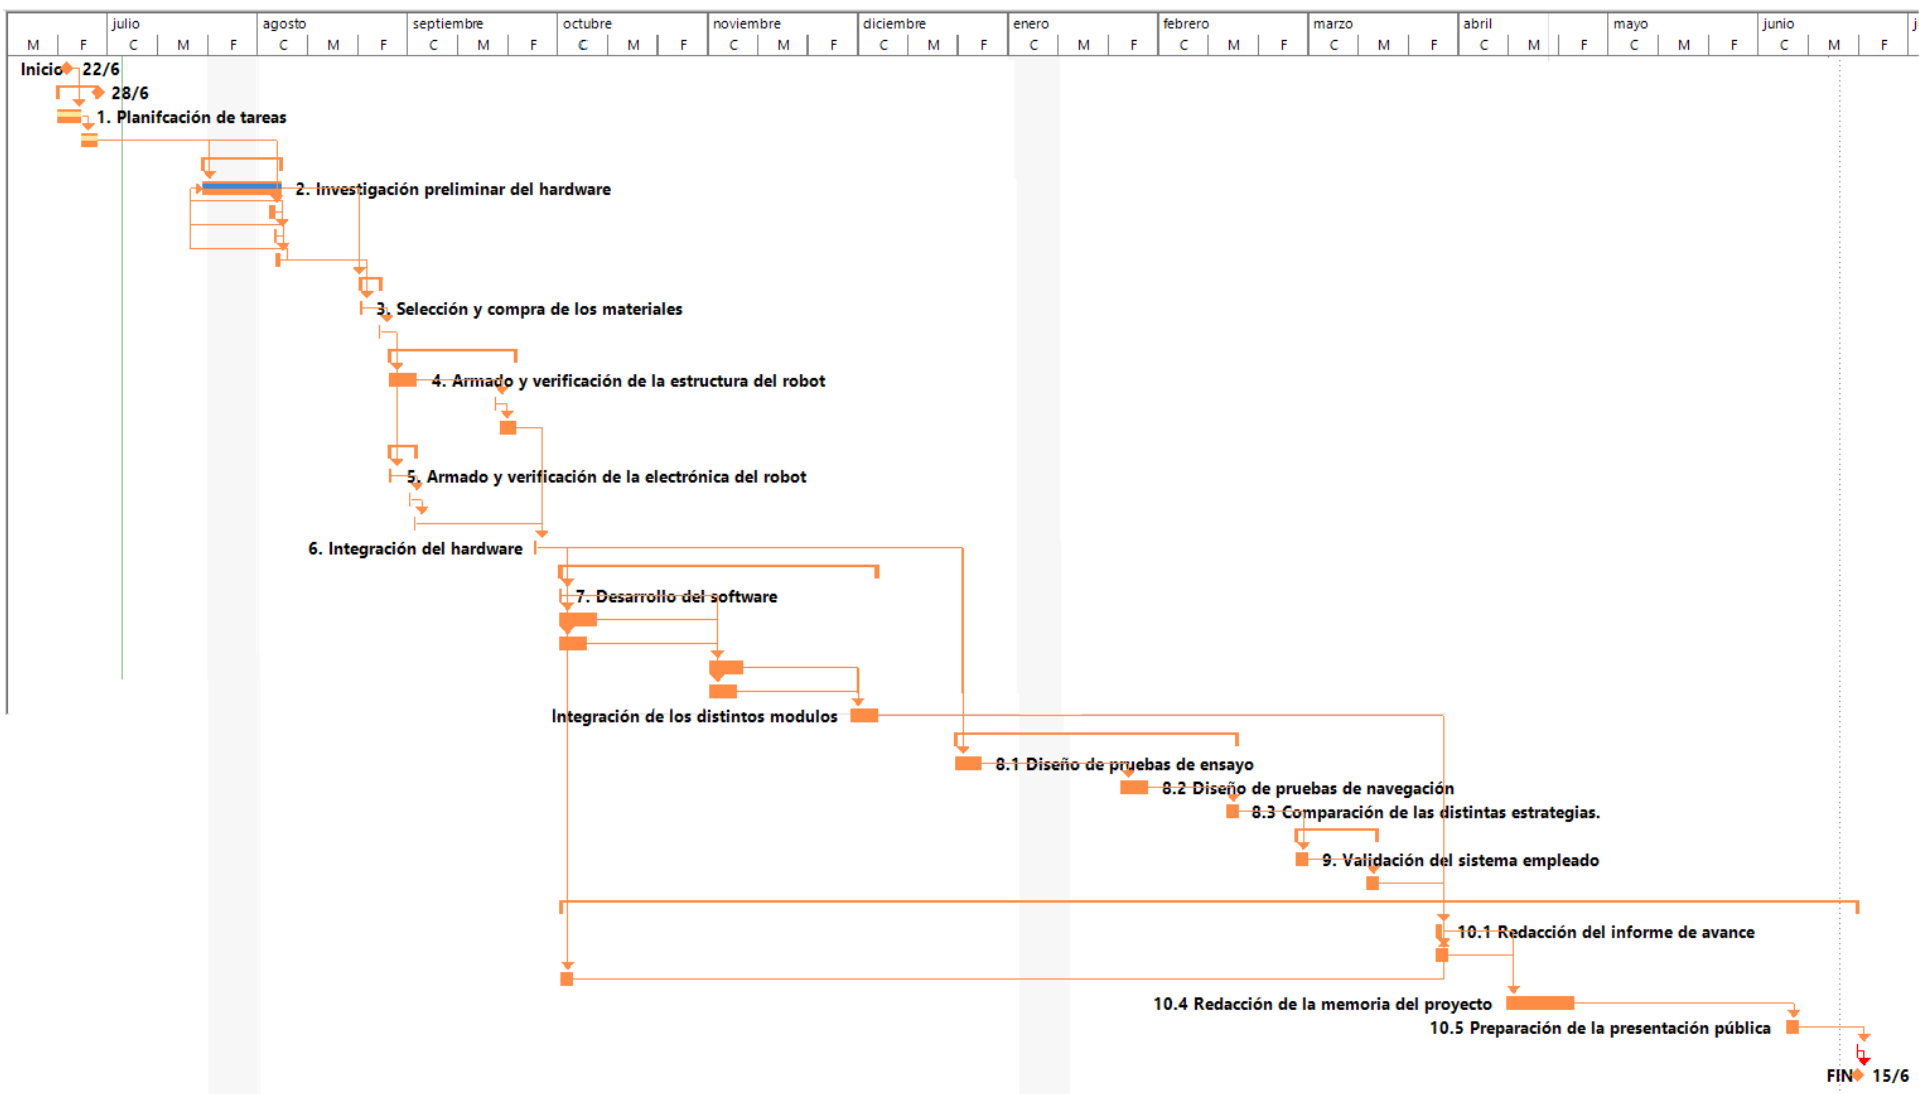 julio agosto septiembre octubre noviembre diciembre enero febrero marzo abril mayo junio j
M F C M F C M F C M F C M F C M F C M F C M F C M F C M F C M F C M F C M F
Inicio 22/6
28/6
1. Planifcación de tareas
2. Investigación preliminar del hardware
3. Selección y compra de los materiales
4. Armado y verificación de la estructura del robot
5. Armado y verificación de la electrónica del robot
6. Integración del hardware
7. Desarrollo del software
Integración de los distintos modulos
8.1 Diseño de pruebas de ensayo
8.2 Diseño de pruebas de navegación
8.3 Comparación de las distintas estrategias.
9. Validación del sistema empleado
10.1 Redacción del informe de avance
10.4 Redacción de la memoria del proyecto
10.5 Preparación de la presentación pública
FIN 15/6